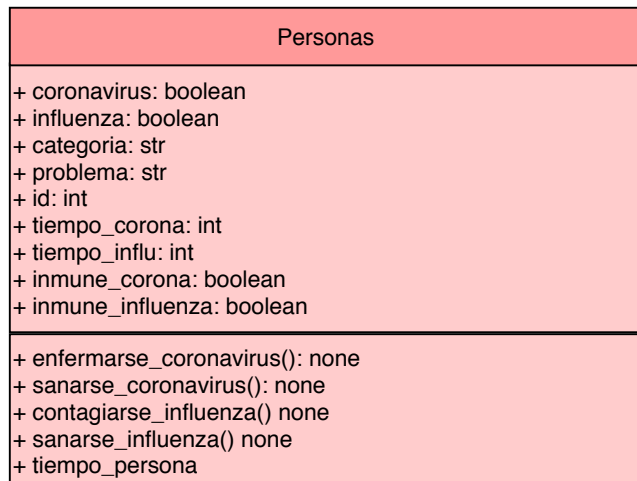 Personas
+ coronavirus: boolean
+ influenza: boolean
+ categoria: str
+ problema: str
+ id: int
+ tiempo_corona: int
+ tiempo_influ: int
+ inmune_corona: boolean
+ inmune_influenza: boolean
+ enfermarse_coronavirus(): none
+ sanarse_coronavirus(): none
+ contagiarse_influenza() none
+ sanarse_influenza() none
+ tiempo_persona